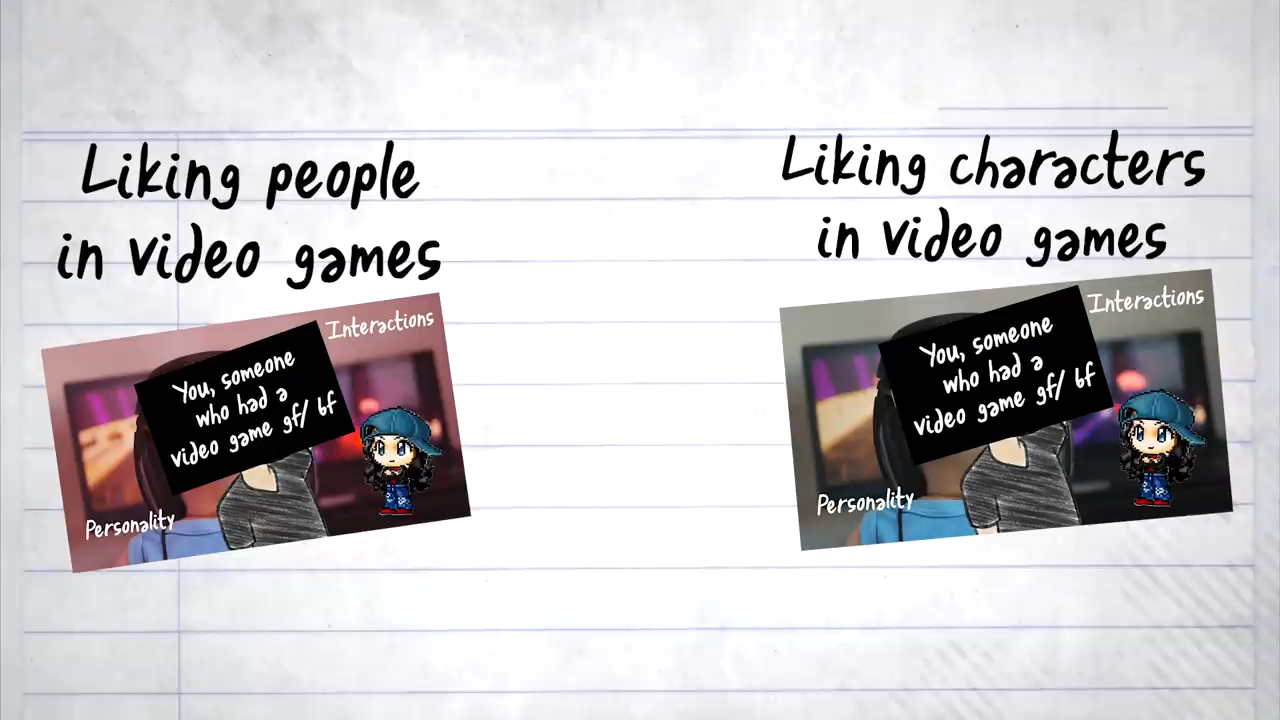 Liking people
in video games
Interactions
You, someone
who had a
video game gf/ bf
Personality
Liking characters
in video games
Interactions
You, someone
who had a
video game gf/ bf
Personality